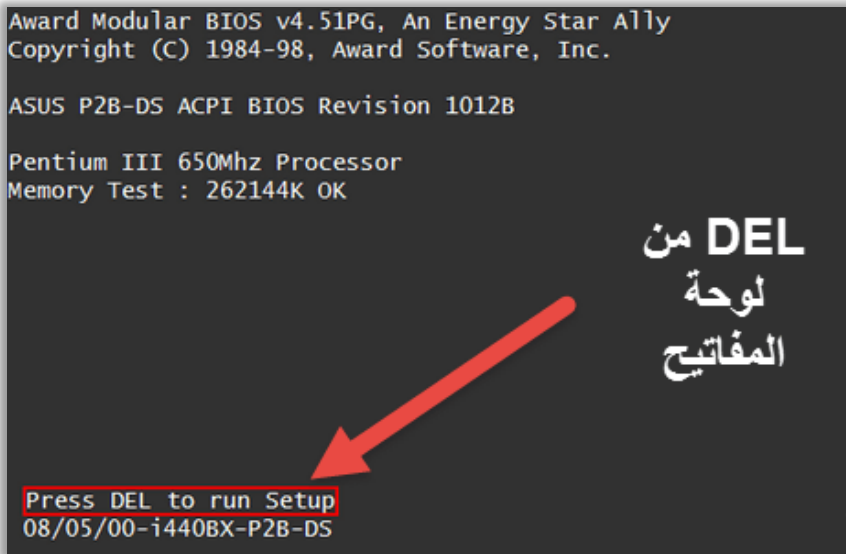 Award Modular BIOS v4.51PG, An Energy Star Ally
Copyright (C) 1984-98, Award Software, Inc.
ASUS P2B-DS ACPI BIOS Revision 1012B
Pentium III 650Mhz Processor
Memory Test : 262144K OK
DEL من
لوحة
المفاتيح
Press DEL to run Setup
08/05/00-i440BX-P2B-DS